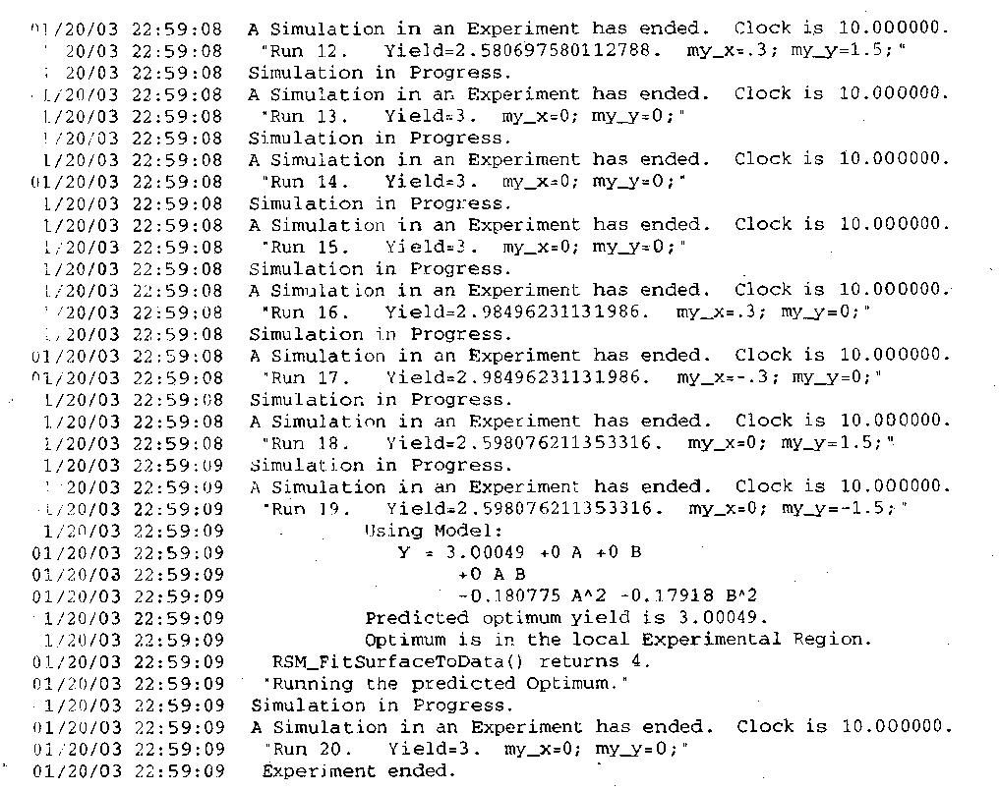 01/20/03 22:59:08 A Simulation in an Experiment has ended. Clock is 10.000000.
20/03 22:59:08 "Run 12. Yield=2.580697580112788. my_x=.3; my_y=1.5;"
20/03 22:59:08 Simulation in Progress.
1/20/03 22:59:08 A Simulation in an Experiment has ended. Clock is 10.000000.
1/20/03 22:59:08 "Run 13. Yield=3. my_x=0; my_y=0;"
1/20/03 22:59:08 Simulation in Progress.
1/20/03 22:59:08 A Simulation in an Experiment has ended. Clock is 10.000000.
01/20/03 22:59:08 "Run 14. Yield=3. my_x=0; my_y=0;"
1/20/03 22:59:08 Simulation in Progress.
1/20/03 22:59:08 A Simulation in an Experiment has ended. Clock is 10.000000.
1/20/03 22:59:08 "Run 15. Yield=3. my_x=0; my_y=0;"
1/20/03 22:59:08 Simulation in Progress.
1/20/03 22:59:08 A Simulation in an Experiment has ended. Clock is 10.000000.
1/20/03 22:59:08 "Run 16. Yield=2.98496231131986. my_x=.3; my_y=0;"
1/20/03 22:59:08 Simulation in Progress.
01/20/03 22:59:08 A Simulation in an Experiment has ended. Clock is 10.000000.
01/20/03 22:59:08 "Run 17. Yield=2.98496231131986. my_x=-.3; my_y=0;"
1/20/03 22:59:08 Simulation in Progress.
1/20/03 22:59:08 A Simulation in an Experiment has ended. Clock is 10.000000.
1/20/03 22:59:08 "Run 18. Yield=2.598076211353316. my_x=0; my_y=1.5;"
1/20/03 22:59:09 Simulation in Progress.
20/03 22:59:09 A Simulation in an Experiment has ended. Clock is 10.000000.
1/20/03 22:59:09 "Run 19. Yield=2.598076211353316. my_x=0; my_y=-1.5;"
1/20/03 22:59:09 Using Model:
01/20/03 22:59:09 Y = 3.00049 +0 A +0 B
01/20/03 22:59:09 +0 A B
01/20/03 22:59:09 -0.180775 A^2 -0.17918 B^2
1/20/03 22:59:09 Predicted optimum yield is 3.00049.
1/20/03 22:59:09 Optimum is in the local Experimental Region.
01/20/03 22:59:09 RSM_FitSurfaceToData() returns 4.
01/20/03 22:59:09 "Running the predicted Optimum."
1/20/03 22:59:09 Simulation in Progress.
01/20/03 22:59:09 A Simulation in an Experiment has ended. Clock is 10.000000.
01/20/03 22:59:09 "Run 20. Yield=3. my_x=0; my_y=0;"
01/20/03 22:59:09 Experiment ended.